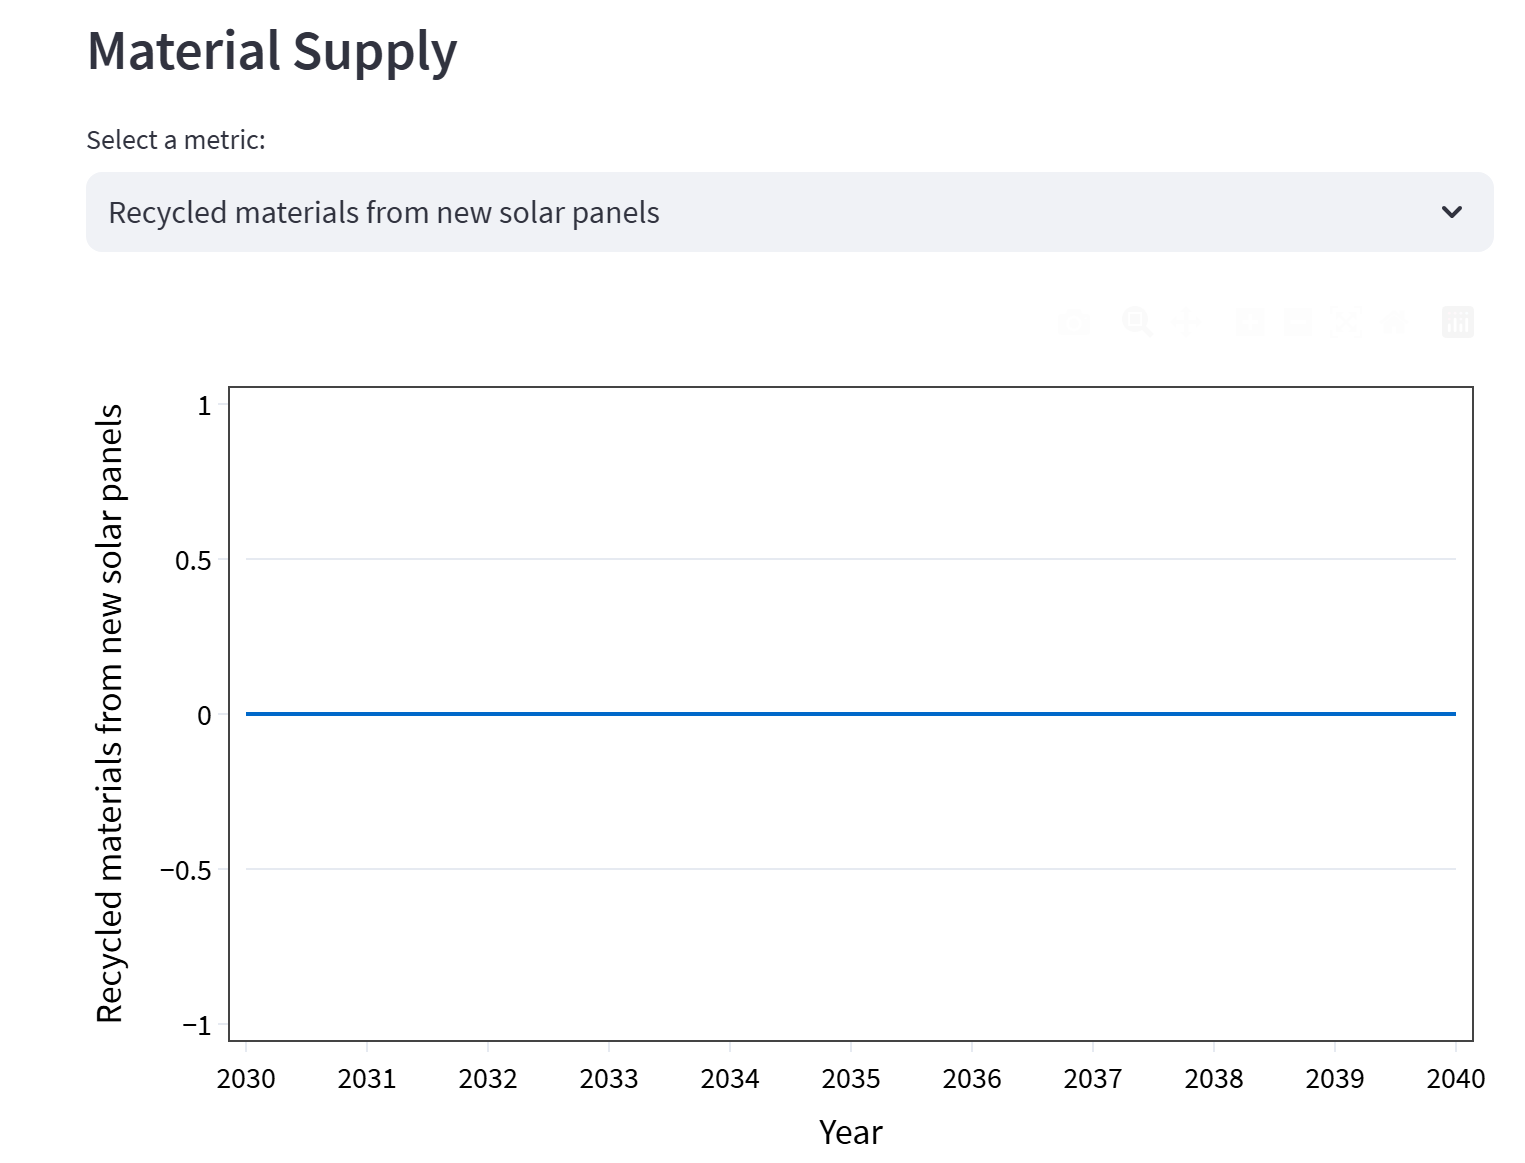 Material Supply
Select a metric:
Recycled materials from new solar panels
Recycled materials from new solar panels
1
0.5
0
−0.5
−1
2030 2031 2032 2033 2034 2035 2036 2037 2038 2039 2040
Year